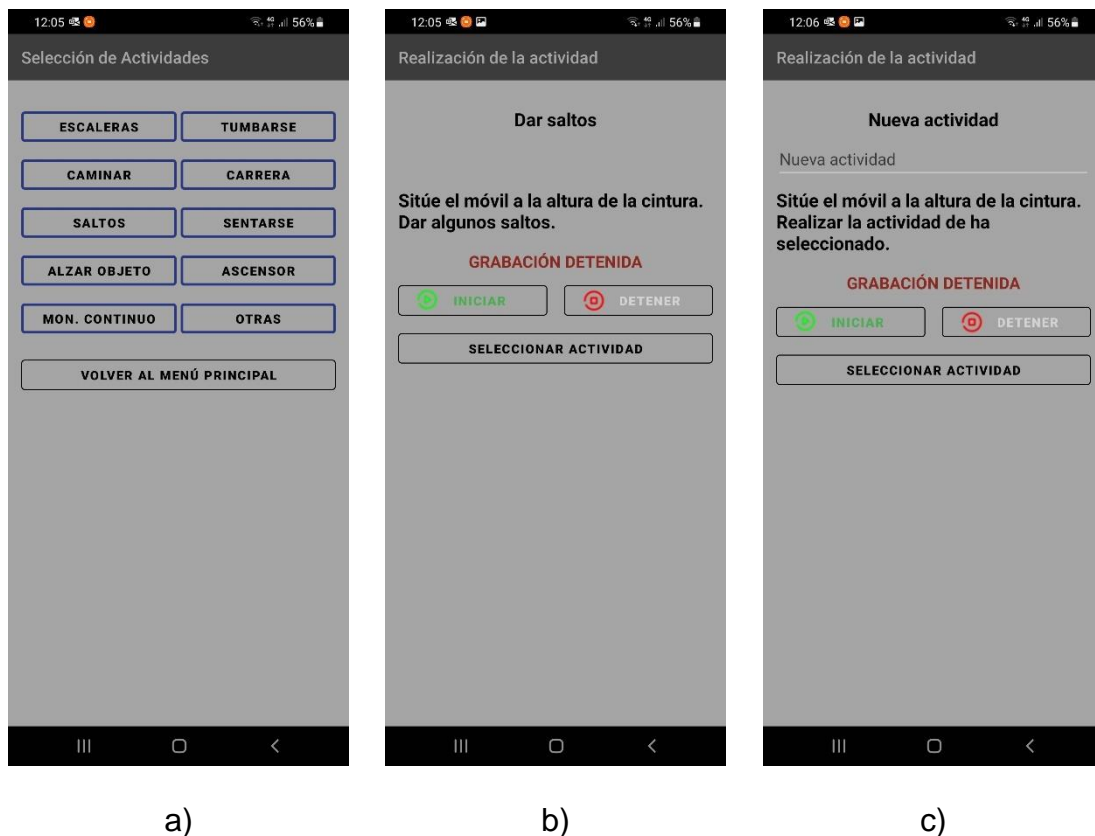 12:05
56%
Selección de Actividades
ESCALERAS
TUMBARSE
CAMINAR
CARRERA
SALTOS
SENTARSE
ALZAR OBJETO
ASCENSOR
MON. CONTINUO
OTRAS
VOLVER AL MENÚ PRINCIPAL
a)
12:05
4G
56%
Realización de la actividad
Dar saltos
Sitúe el móvil a la altura de la cintura.
Dar algunos saltos.
GRABACIÓN DETENIDA
INICIAR
DETENER
SELECCIONAR ACTIVIDAD
b)
12:06
4G
56%
Realización de la actividad
Nueva actividad
Nueva actividad
Sitúe el móvil a la altura de la cintura.
Realizar la actividad de ha
seleccionado.
GRABACIÓN DETENIDA
INICIAR
DETENER
SELECCIONAR ACTIVIDAD
c)